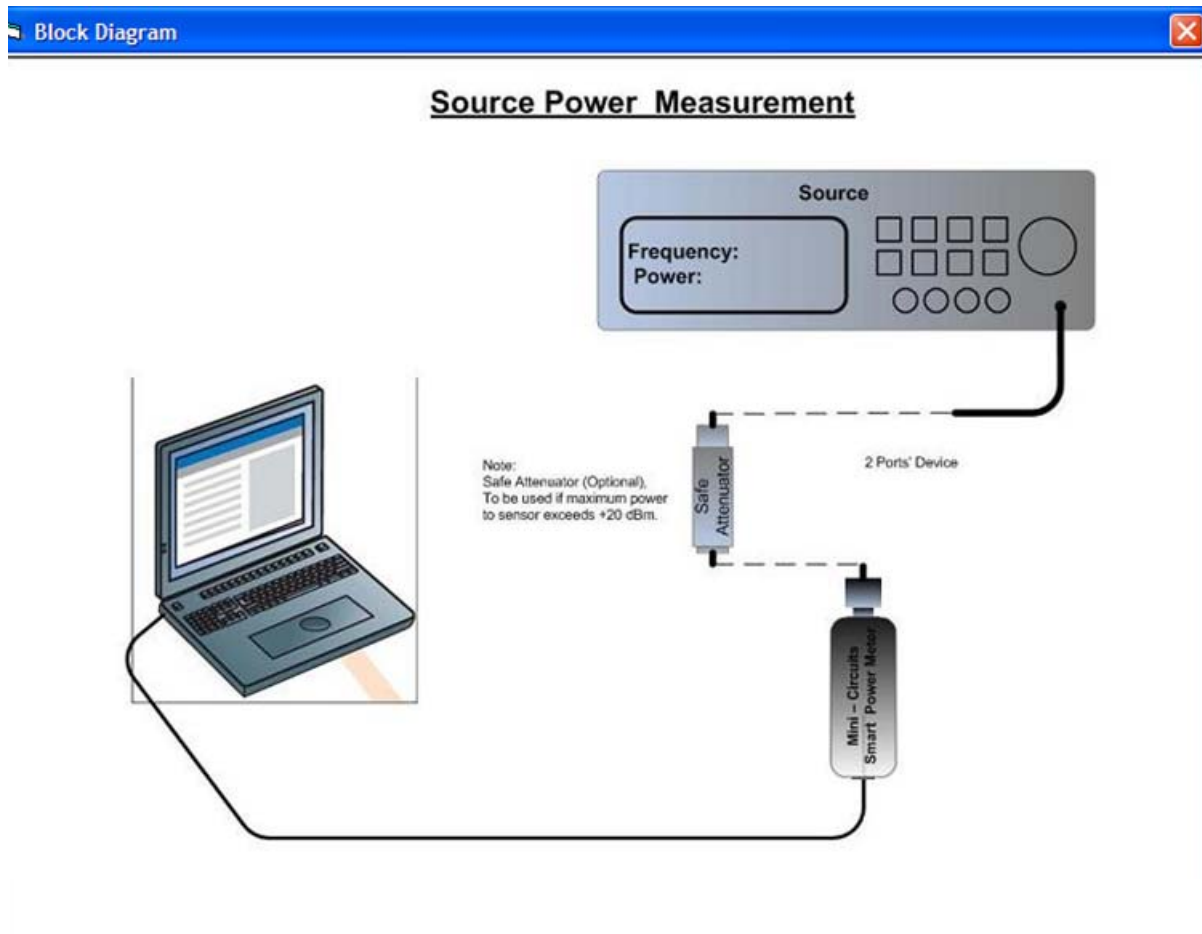 Block Diagram
Source Power Measurement
Source
Frequency:
Power:
Note:
Safe Attenuator (Optional),
To be used if maximum power
to sensor exceeds +20 dBm.
Safe
Attenuator
2 Ports' Device
Mini – Circuits
Smart Power Meter